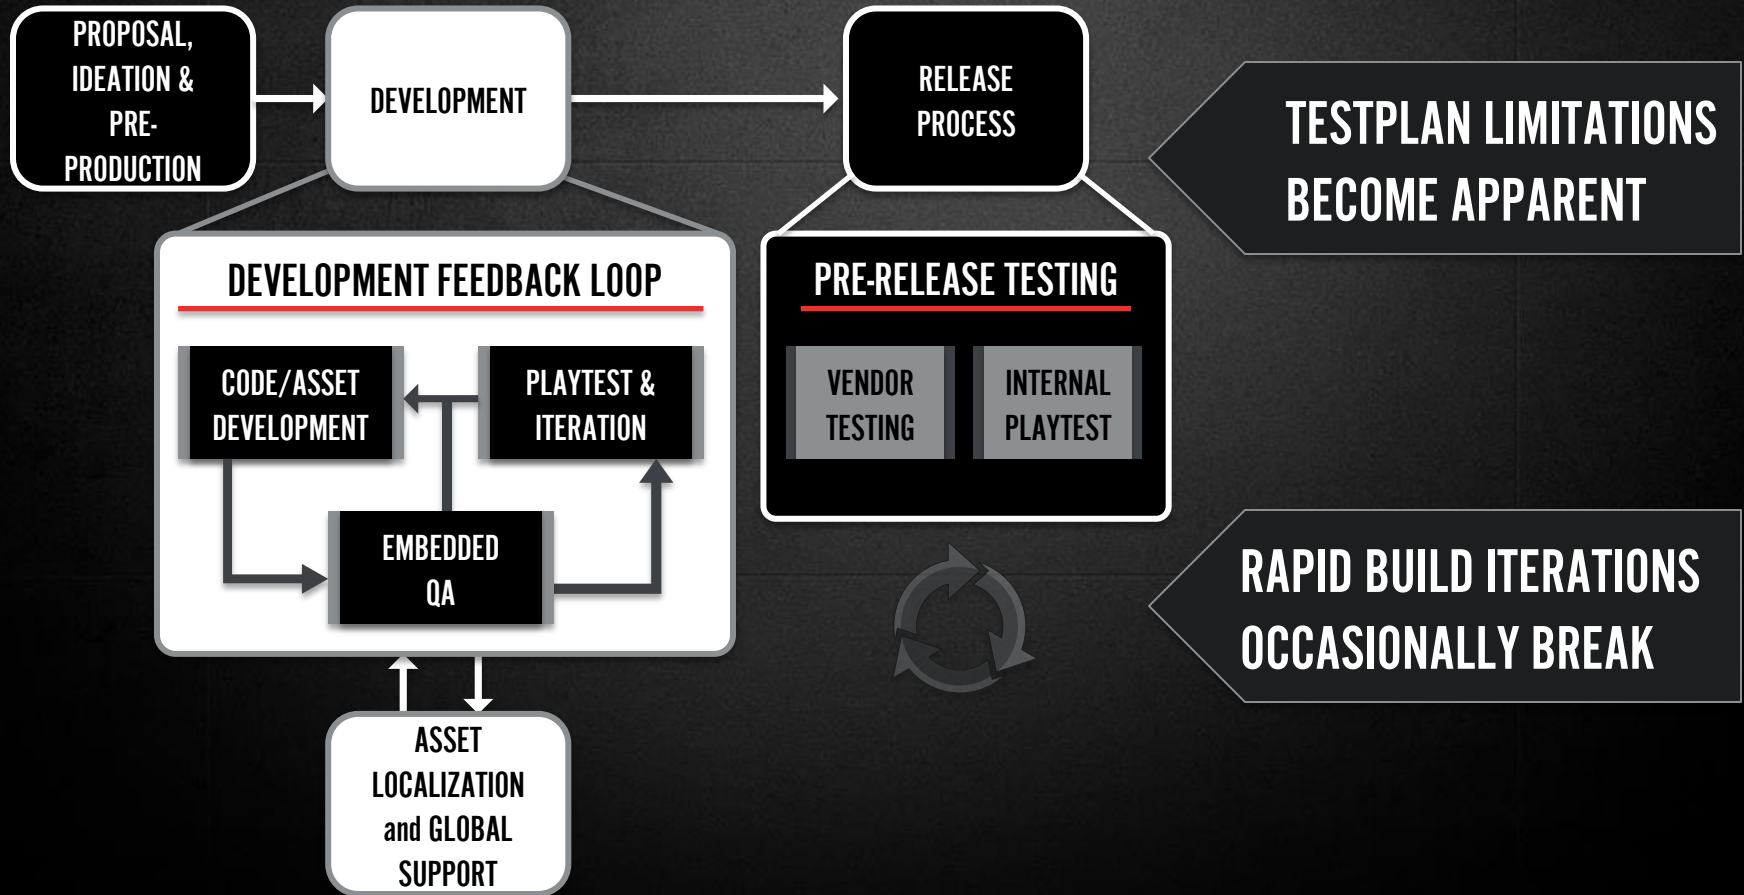 PROPOSAL,
IDEATION &
PRE-
PRODUCTION
DEVELOPMENT
RELEASE
PROCESS
TESTPLAN LIMITATIONS
BECOME APPARENT
DEVELOPMENT FEEDBACK LOOP
CODE/ASSET
DEVELOPMENT
PLAYTEST &
ITERATION
EMBEDDED
QA
PRE-RELEASE TESTING
VENDOR
TESTING
INTERNAL
PLAYTEST
RAPID BUILD ITERATIONS
OCCASIONALLY BREAK
ASSET
LOCALIZATION
and GLOBAL
SUPPORT